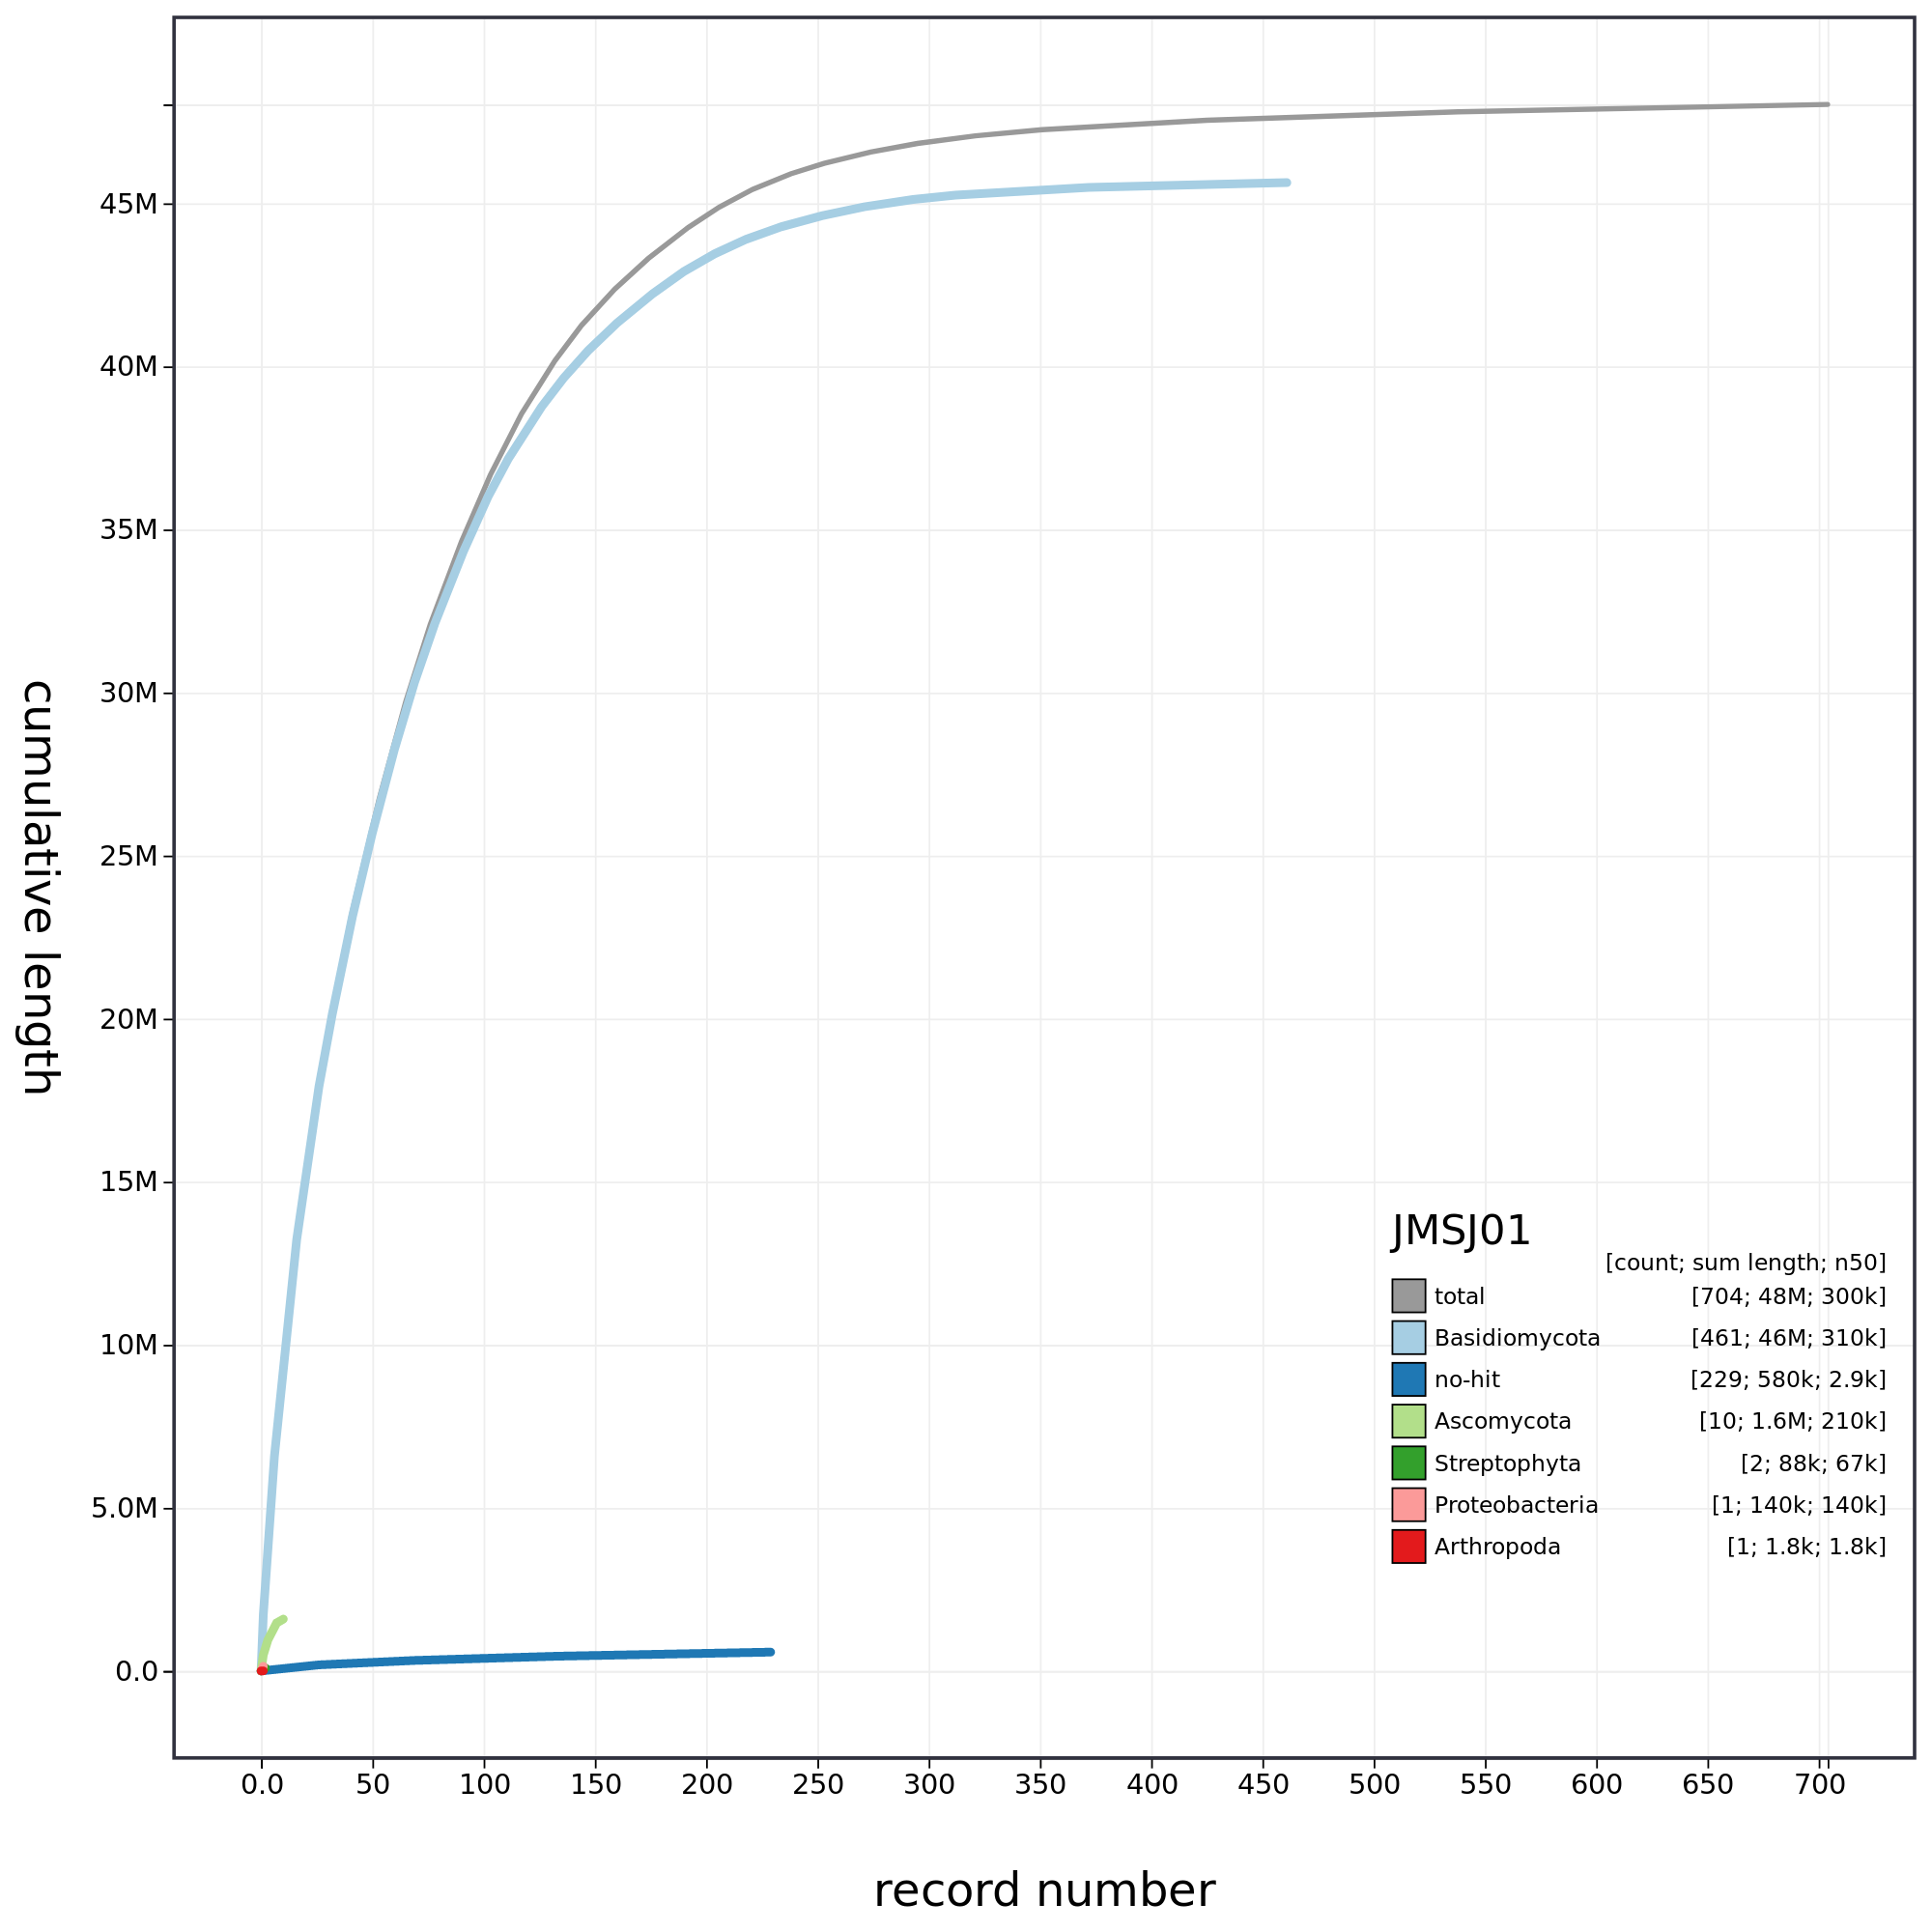 cumulative length
45M
40M
35M
30M
25M
20M
15M
10M
5.0M
0.0
JMSJ01
[count; sum length; n50]
total [704; 48M; 300k]
Basidiomycota [461; 46M; 310k]
no-hit [229; 580k; 2.9k]
Ascomycota [10; 1.6M; 210k]
Streptophyta [2; 88k; 67k]
Proteobacteria [1; 140k; 140k]
Arthropoda [1; 1.8k; 1.8k]
0.0 50 100 150 200 250 300 350 400 450 500 550 600 650 700
record number